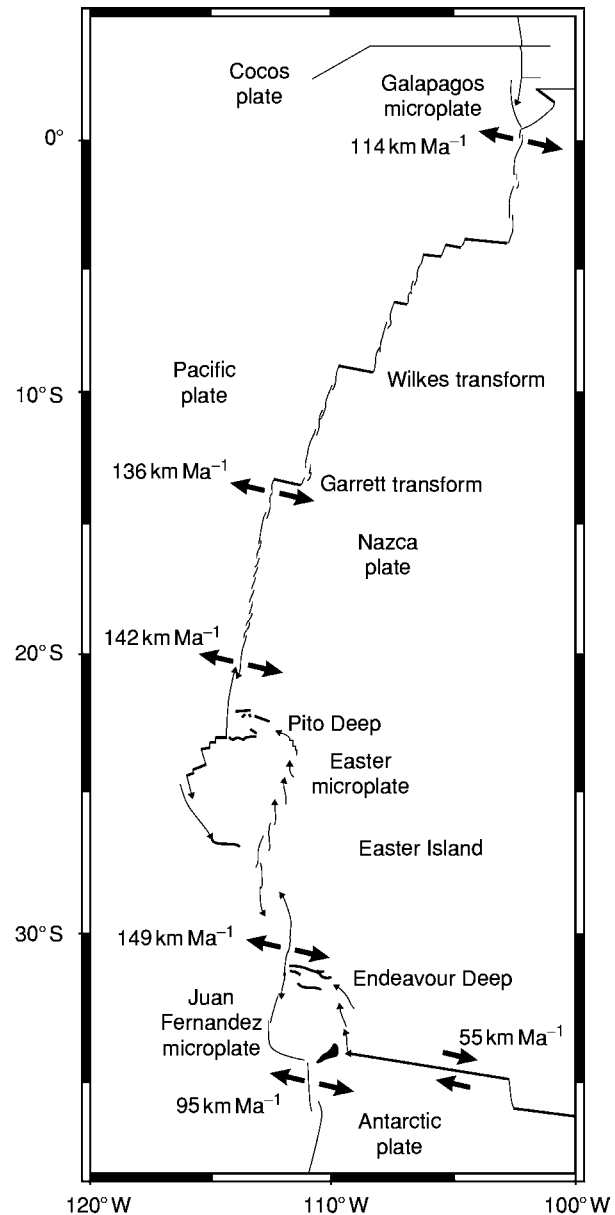 Cocos
plate
Galapagos
microplate
0°
114 km Ma⁻¹
Pacific
plate
10°S
Wilkes transform
136 km Ma⁻¹
Garrett transform
Nazca
plate
142 km Ma⁻¹
20°S
Pito Deep
Easter
microplate
Easter Island
30°S
149 km Ma⁻¹
Endeavour Deep
Juan
Fernandez
microplate
55 km Ma⁻¹
95 km Ma⁻¹
Antarctic
plate
120°W
110°W
100°W